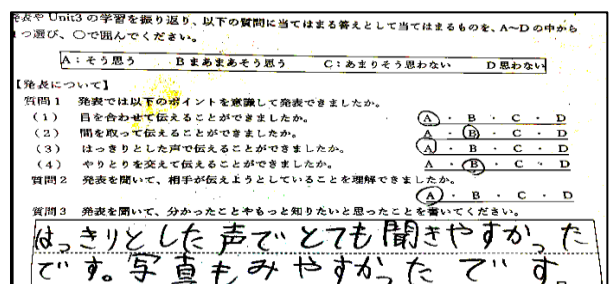 発表や Unit3 の学習を振り返り、以下の質問に当てはまる答えとして当てはまるものを、A~D の中から
1つ選び、○で囲んでください。
A：そう思う B まあまあそう思う C：あまりそう思わない D 思わない
【発表について】
質問1 発表では以下のポイントを意識して発表できましたか。
（1） 目を合わせて伝えることができました。 A ・ B ・ C ・ D
（2） 間を取って伝えることができました。 A ・ B ・ C ・ D
（3） はっきりとした声で伝えることができました。 A ・ B ・ C ・ D
（4） やりとりを交えて伝えることができました。 A ・ B ・ C ・ D
質問2 発表を聞いて、相手が伝えようとしていることを理解できましたか。
A ・ B ・ C ・ D
質問3 発表を聞いて、分かったことやもっと知りたいと思ったことを書いてください。
はっきりとした声でとても聞きやすかった
です。写真もみやすかったです。